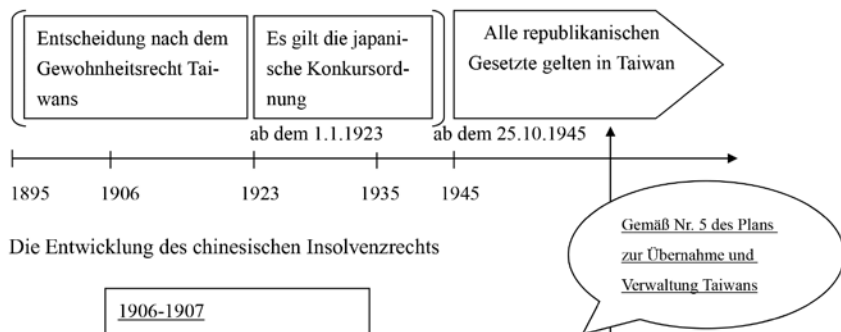 Entscheidung nach dem
Gewohnheitsrecht Tai-
wans
Es gilt die japani-
sche Konkursord-
nung
Alle republikanischen
Gesetzte gelten in Taiwan
ab dem 1.1.1923
ab dem 25.10.1945
1895
1906
1923
1935
1945
Gemäß Nr. 5 des Plans
zur Übernahme und
Verwaltung Taiwans
Die Entwicklung des chinesischen Insolvenzrechts
1906-1907